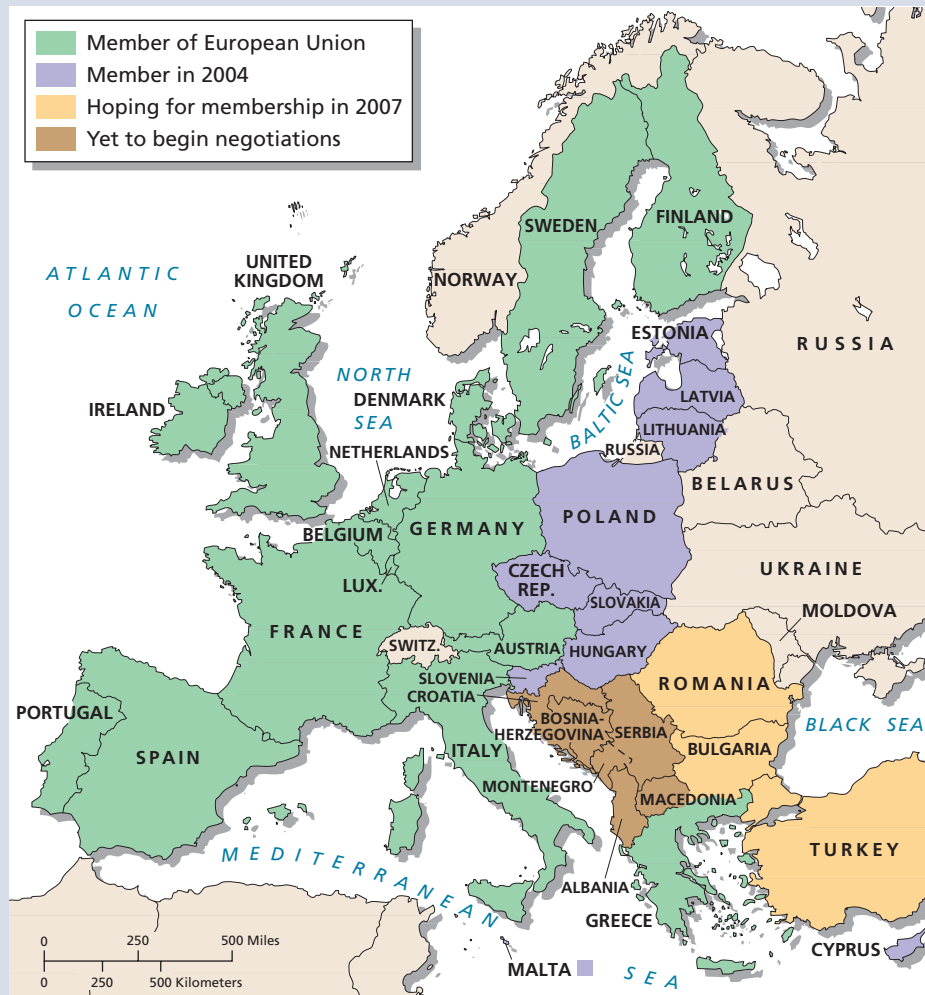 Member of European Union
Member in 2004
Hoping for membership in 2007
Yet to begin negotiations
SWEDEN
FINLAND
UNITED
KINGDOM
ATLANTIC
OCEAN
NORWAY
ESTONIA
RUSSIA
NORTH
SEA
DENMARK
BALTIC SEA
LATVIA
IRELAND
LITHUANIA
NETHERLANDS
RUSSIA
BELARUS
POLAND
GERMANY
BELGIUM
CZECH
REP.
UKRAINE
LUX.
SLOVAKIA
MOLDOVA
FRANCE
SWITZ.
AUSTRIA
HUNGARY
SLOVENIA
ROMANIA
CROATIA
PORTUGAL
BOSNIA-
HERZEGOVINA
SERBIA
BLACK SEA
SPAIN
ITALY
BULGARIA
MONTENEGRO
MACEDONIA
TURKEY
MEDITERRANEAN
SEA
ALBANIA
GREECE
CYPRUS
MALTA
0 250 500 Miles
0 250 500 Kilometers